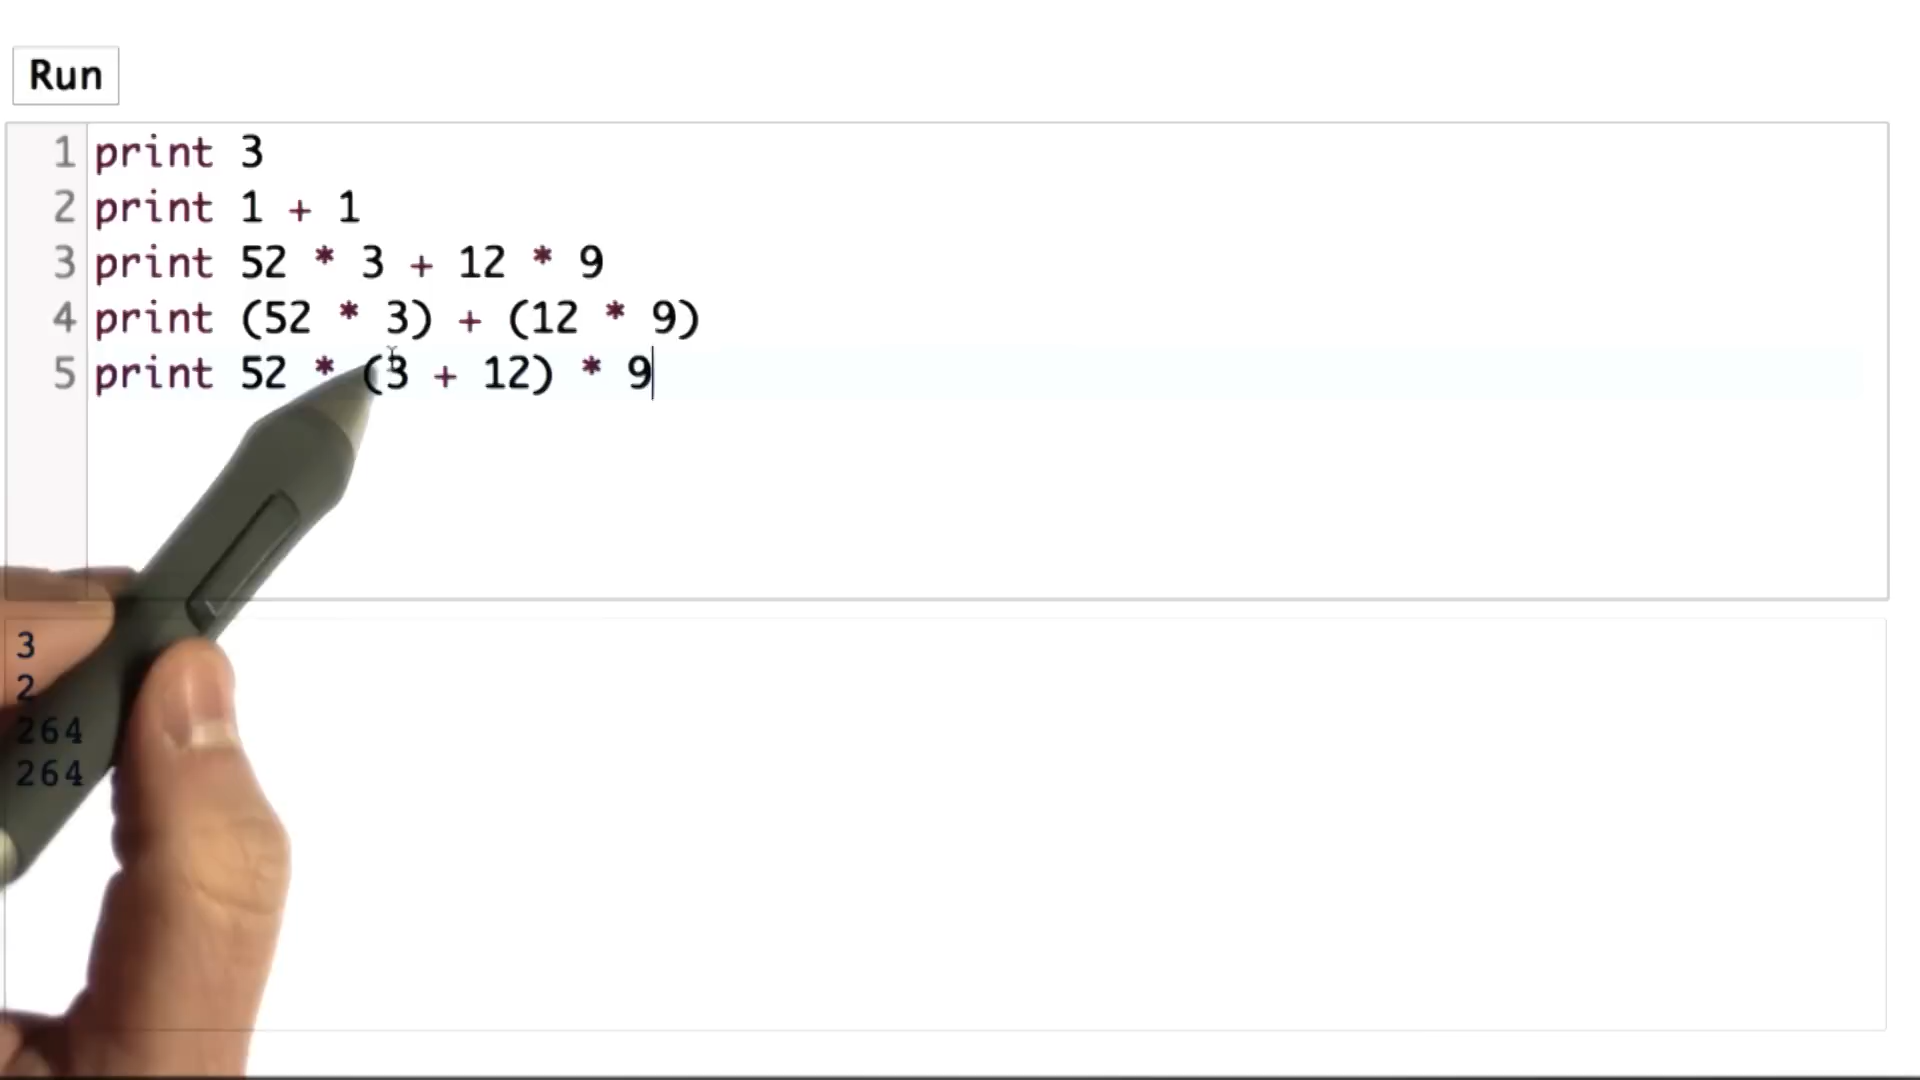 Run
1 print 3
2 print 1 + 1
3 print 52 * 3 + 12 * 9
4 print (52 * 3) + (12 * 9)
5 print 52 * (3 + 12) * 9
3
2
264
264